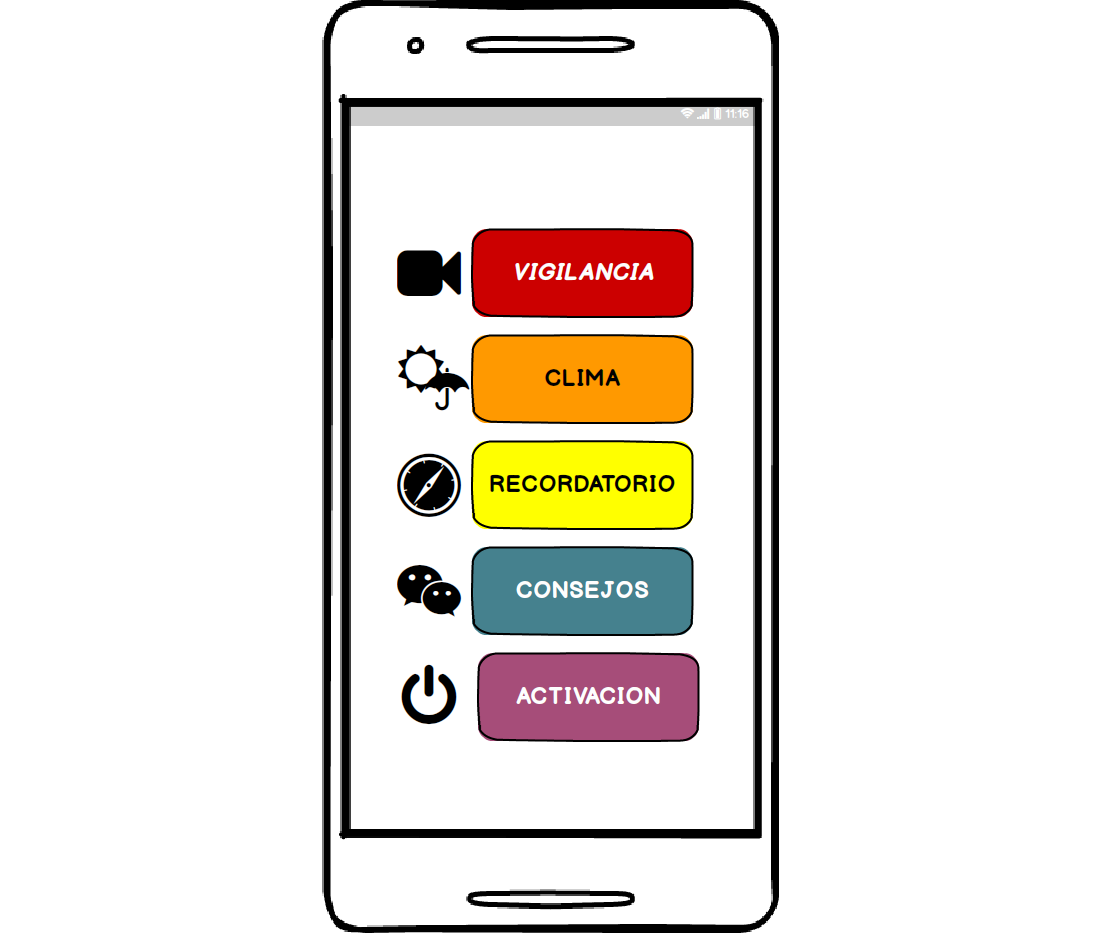 11:16
VIGILANCIA
CLIMA
RECORDATORIO
CONSEJOS
ACTIVACION